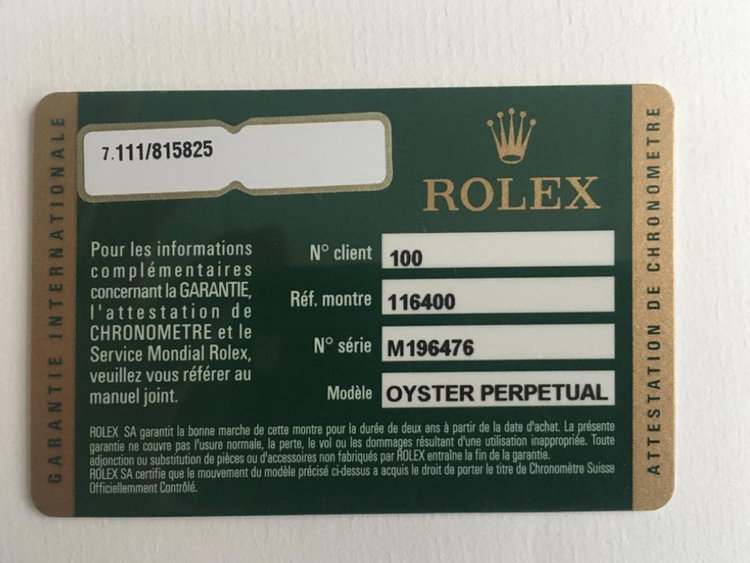 GARANTIE INTERNATIONALE
7.111/815825
ROLEX
Pour les informations
complémentaires
concernant la GARANTIE,
l'attestation de
CHRONOMETRE et le
Service Mondial Rolex,
veuillez vous référer au
manuel joint.
N° client 100
Réf. montre 116400
N° série M196476
Modèle OYSTER PERPETUAL
ROLEX SA garantit la bonne marche de cette montre pour la durée de deux ans à partir de la date d'achat. La présente
garantie ne couvre pas l'usure normale, la perte, le vol ou les dommages résultant d'une utilisation inappropriée. Toute
adjonction ou substitution de pièces ou d'accessoires non fabriqués par ROLEX entraîne la fin de la garantie.
ROLEX SA certifie que le mouvement du modèle précisé ci-dessus a acquis le droit de porter le titre de Chronomètre Suisse
Officiellemment Contrôlé.
ATTESTATION DE CHRONOMETRE